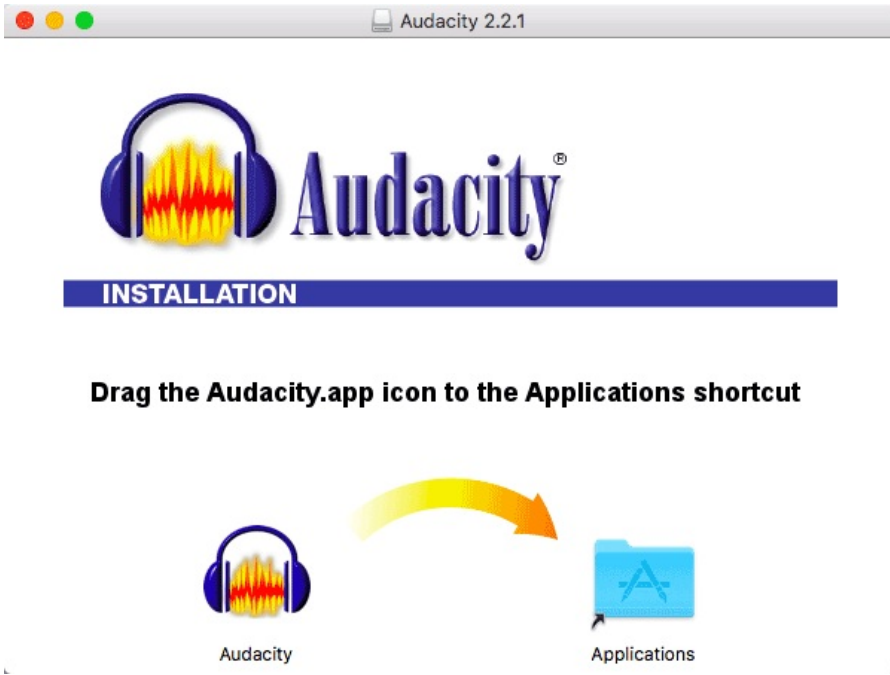 Audacity 2.2.1
Audacity®
INSTALLATION
Drag the Audacity.app icon to the Applications shortcut
Audacity Applications